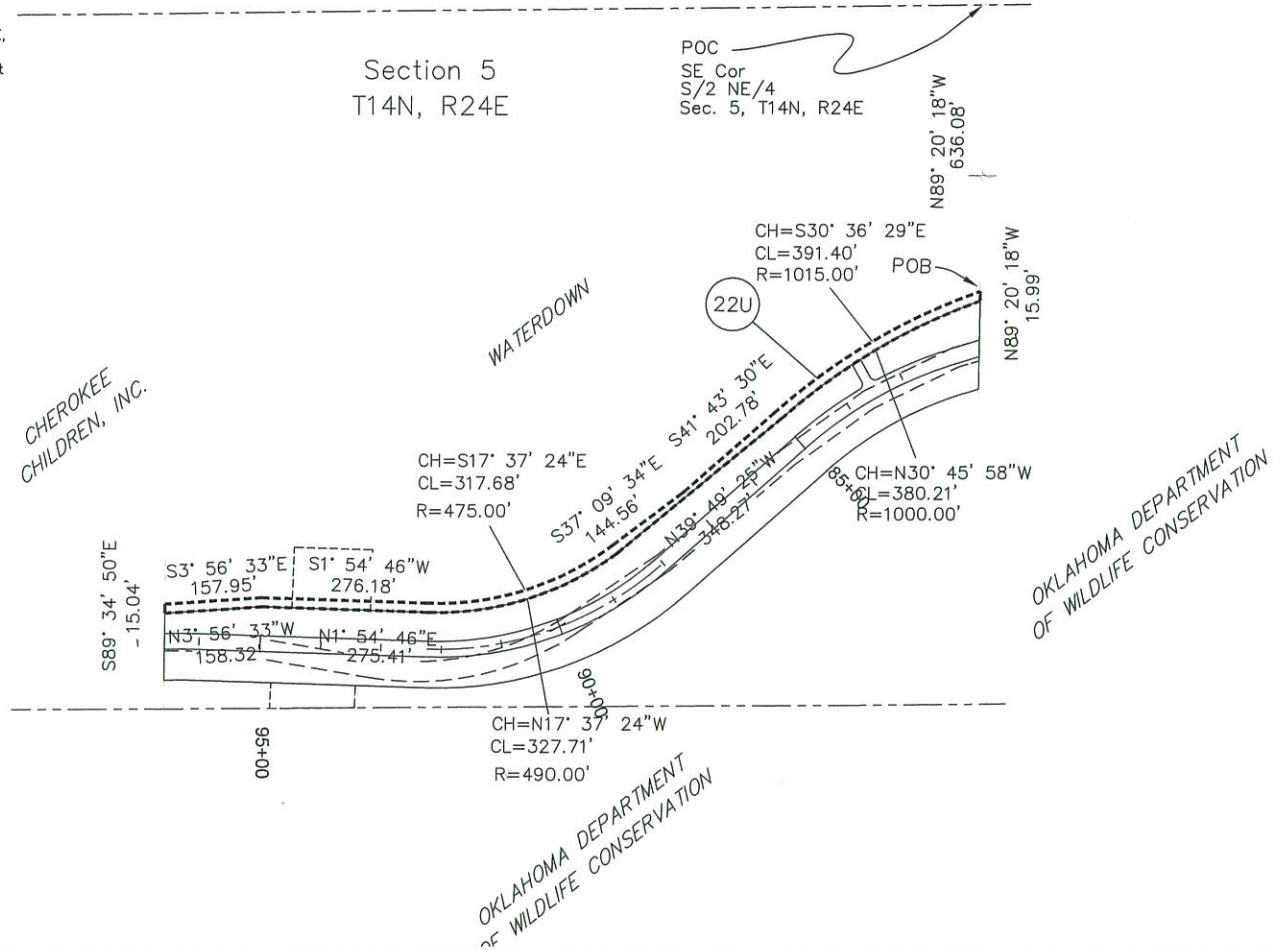 t
Section 5
T14N, R24E
POC
SE Cor
S/2 NE/4
Sec. 5, T14N, R24E
N89° 20' 18"W
636.08'
CH=S30° 36' 29"E
CL=391.40'
R=1015.00'
POB
N89° 20' 18"W
15.99'
22U
WATERDOWN
CHEROKEE
CHILDREN, INC.
S41° 43' 30"E
202.78'
CH=S17° 37' 24"E
CL=317.68'
R=475.00'
S37° 09' 34"E
144.56'
N39° 49' 25"W
348.27'
85+00
CH=N30° 45' 58"W
CL=380.21'
R=1000.00'
OKLAHOMA DEPARTMENT
OF WILDLIFE CONSERVATION
S89° 34' 50"E
15.04'
S3° 56' 33"E
157.95'
S1° 54' 46"W
276.18'
N3° 56' 33"W
158.32'
N1° 54' 46"E
275.41'
90+00
95+00
CH=N17° 37' 24"W
CL=327.71'
R=490.00'
OKLAHOMA DEPARTMENT
OF WILDLIFE CONSERVATION